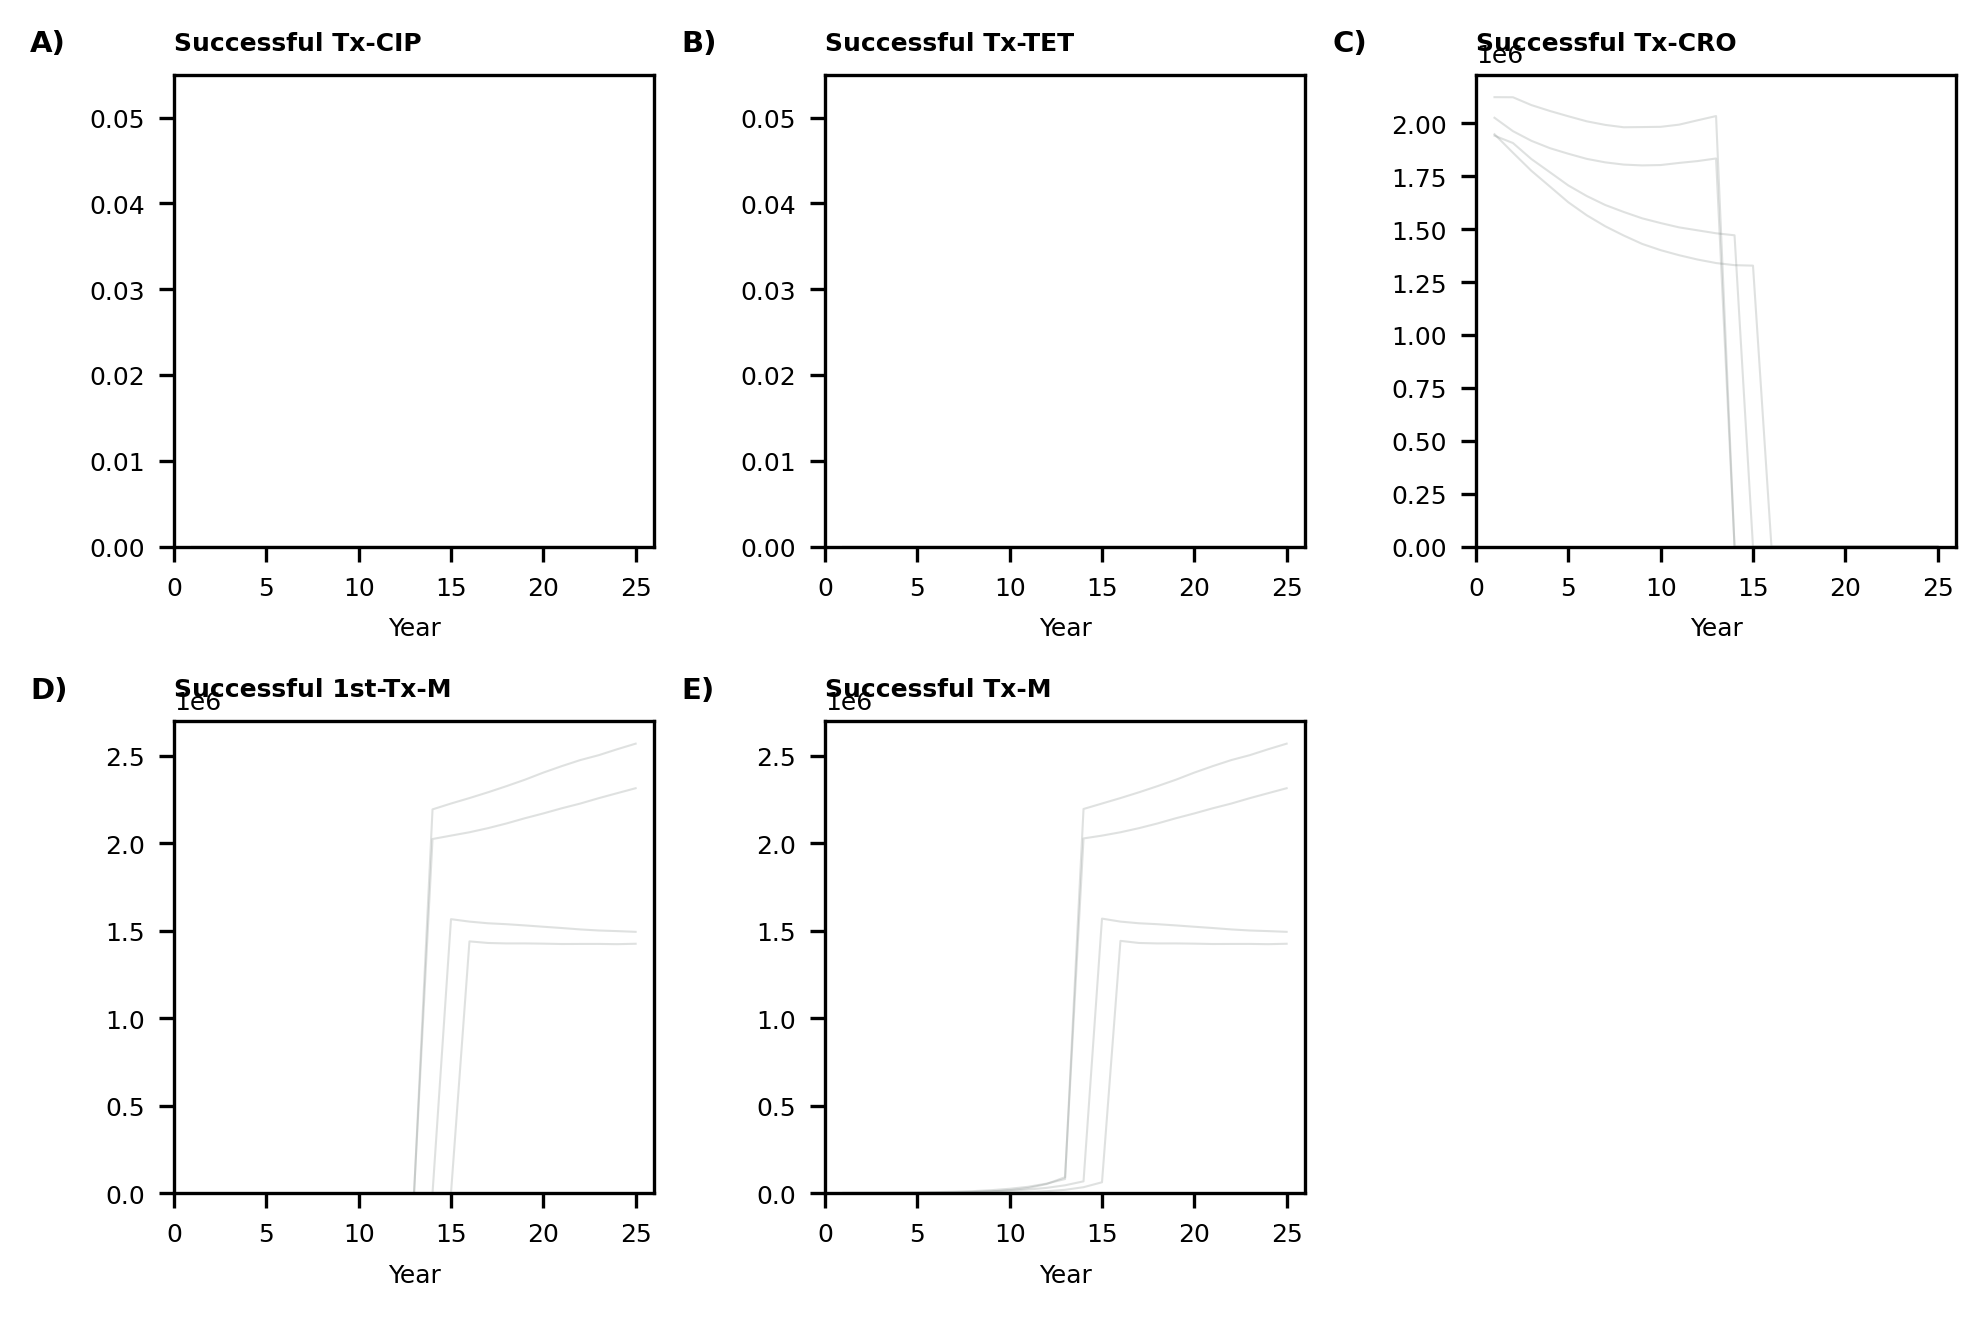 A) Successful Tx-CIP
0.05
0.04
0.03
0.02
0.01
0.00
0 5 10 15 20 25
Year
B) Successful Tx-TET
0.05
0.04
0.03
0.02
0.01
0.00
0 5 10 15 20 25
Year
C) Successful Tx-CRO
1e6
2.00
1.75
1.50
1.25
1.00
0.75
0.50
0.25
0.00
0 5 10 15 20 25
Year
D) Successful 1st-Tx-M
1e6
2.5
2.0
1.5
1.0
0.5
0.0
0 5 10 15 20 25
Year
E) Successful Tx-M
1e6
2.5
2.0
1.5
1.0
0.5
0.0
0 5 10 15 20 25
Year